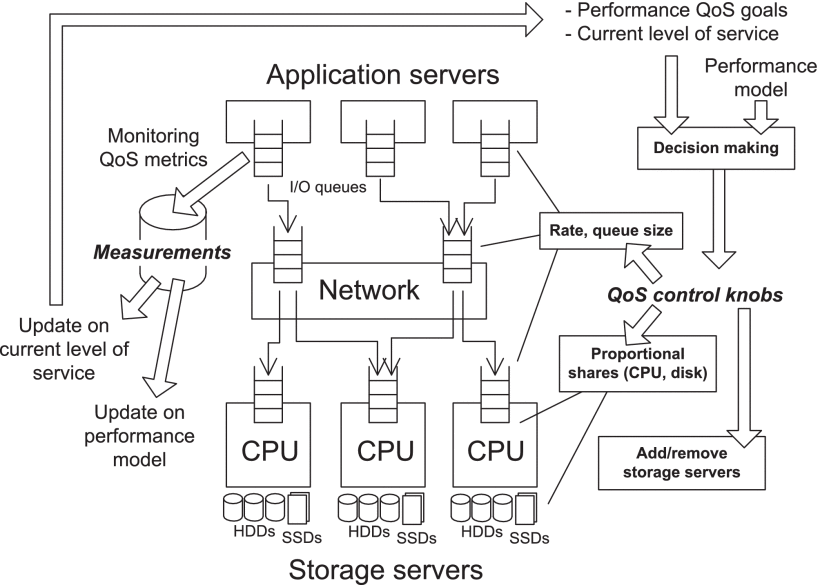 - Performance QoS goals
- Current level of service
Performance
model
Application servers
Monitoring
QoS metrics
Decision making
I/O queues
Rate, queue size
Measurements
Network
QoS control knobs
Update on
current level of
service
Proportional
shares (CPU, disk)
Update on
performance
model
CPU
CPU
CPU
Add/remove
storage servers
HDDs
SSDs
HDDs
SSDs
HDDs
SSDs
Storage servers